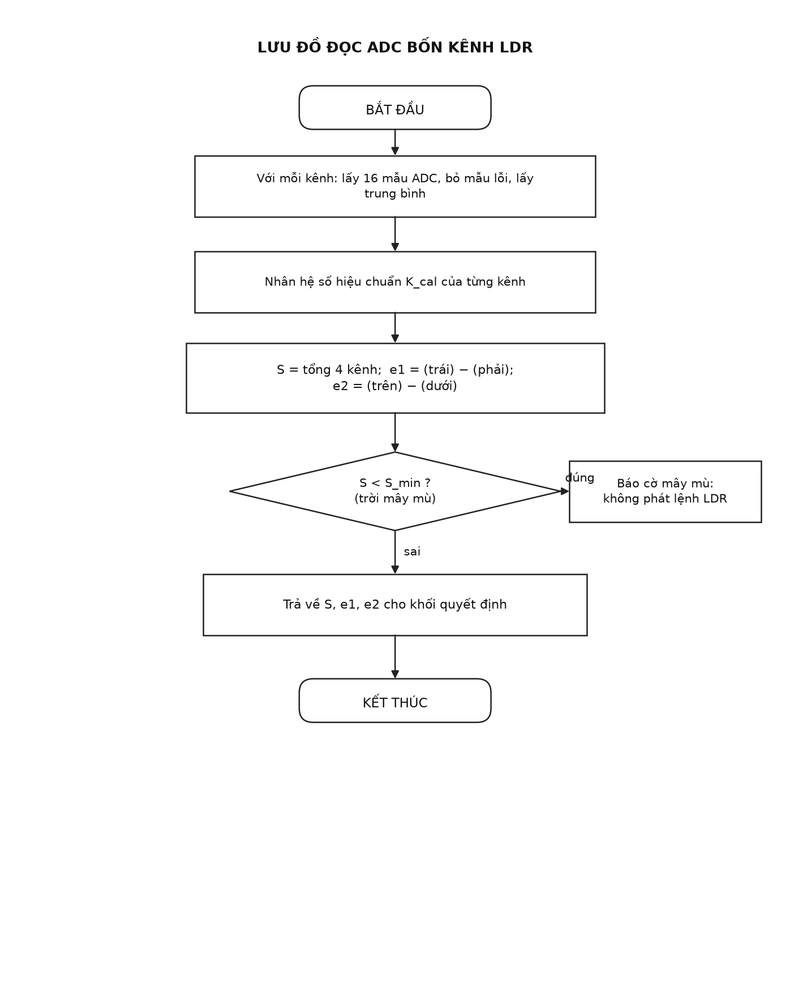 LƯU ĐỒ ĐỌC ADC BỐN KÊNH LDR
BẮT ĐẦU
Với mỗi kênh: lấy 16 mẫu ADC, bỏ mẫu lỗi, lấy
trung bình
Nhân hệ số hiệu chuẩn K_cal của từng kênh
S = tổng 4 kênh;  e1 = (trái) − (phải);
e2 = (trên) − (dưới)
S < S_min ?
(trời mây mù)
đúng
Báo cờ mây mù:
không phát lệnh LDR
sai
Trả về S, e1, e2 cho khối quyết định
KẾT THÚC